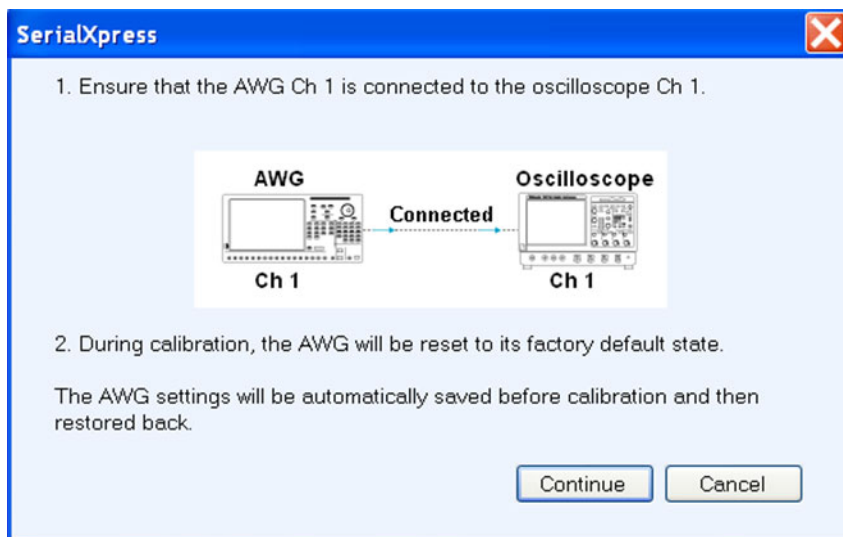 SerialXpress
1. Ensure that the AWG Ch 1 is connected to the oscilloscope Ch 1.
AWG
Oscilloscope
Connected
Ch 1
Ch 1
2. During calibration, the AWG will be reset to its factory default state.
The AWG settings will be automatically saved before calibration and then
restored back.
Continue
Cancel